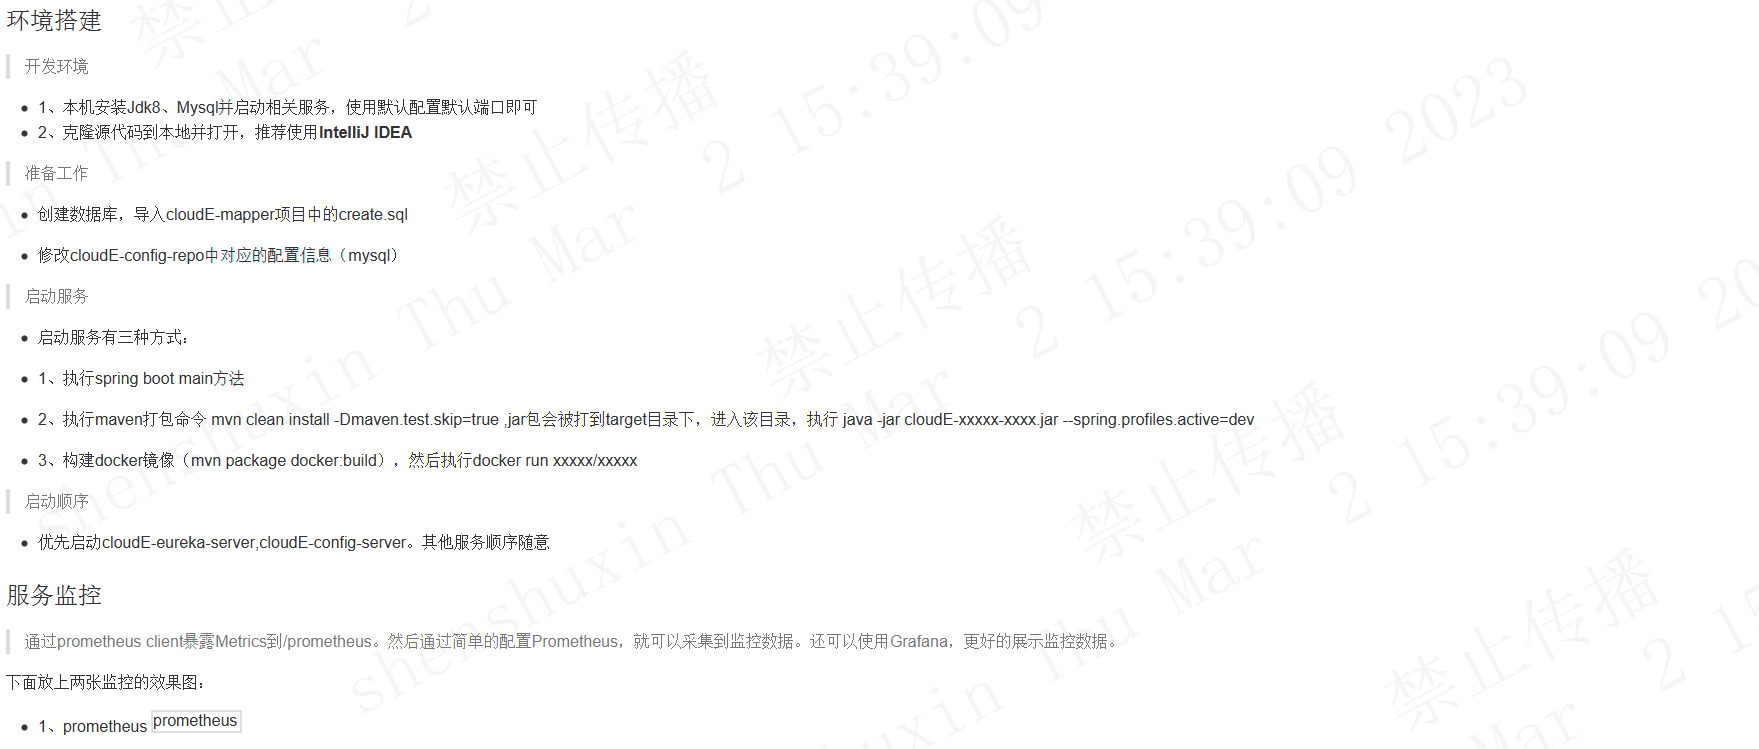 环境搭建
开发环境
1、本机安装Jdk8、Mysql并启动相关服务，使用默认配置默认端口即可
2、克隆源代码到本地并打开，推荐使用IntelliJ IDEA
准备工作
创建数据库，导入cloudE-mapper项目中的create.sql
修改cloudE-config-repo中对应的配置信息（mysql）
启动服务
启动服务有三种方式：
1、执行spring boot main方法
2、执行maven打包命令 mvn clean install -Dmaven.test.skip=true ,jar包会被打到target目录下，进入该目录，执行 java -jar cloudE-xxxxx-xxxx.jar --spring.profiles.active=dev
3、构建docker镜像（mvn package docker:build），然后执行docker run xxxxx/xxxxx
启动顺序
优先启动cloudE-eureka-server,cloudE-config-server。其他服务顺序随意
服务监控
通过prometheus client暴露Metrics到/prometheus。然后通过简单的配置Prometheus，就可以采集到监控数据。还可以使用Grafana，更好的展示监控数据。
下面放上两张监控的效果图：
1、prometheus prometheus
禁止传播
shenshuxin Thu Mar 2 15:39:09 2023